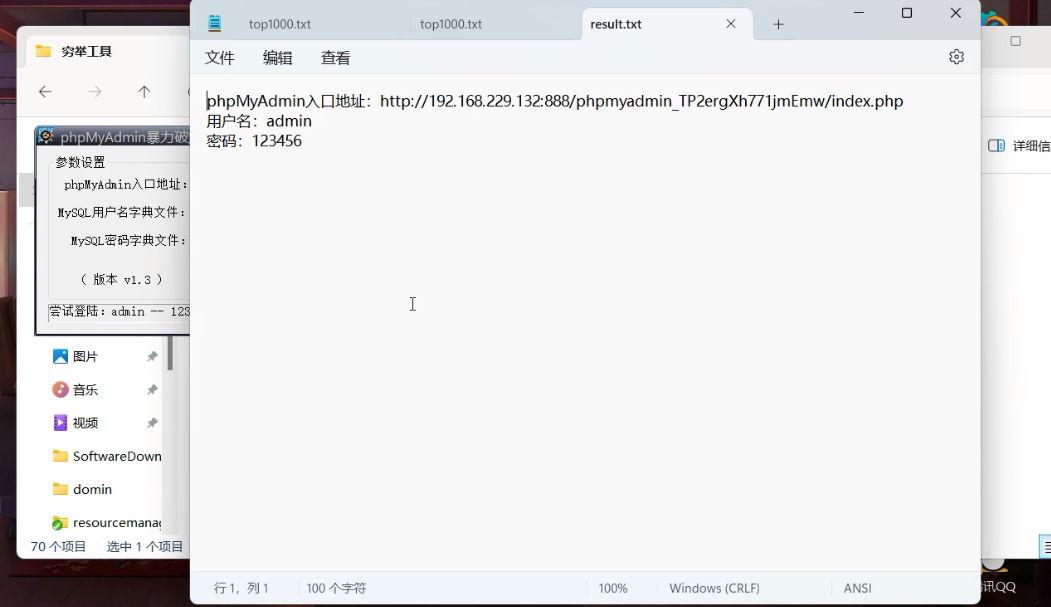 穷举工具
top1000.txt
top1000.txt
result.txt
文件
编辑
查看
phpMyAdmin入口地址：http://192.168.229.132:888/phpmyadmin_TP2ergXh771jmEmw/index.php
用户名：admin
密码：123456
phpMyAdmin暴力破
参数设置
phpMyAdmin入口地址：
MySQL用户名字典文件：
MySQL密码字典文件：
( 版本 v1.3 )
尝试登陆：admin -- 123
图片
音乐
视频
SoftwareDown
domin
resourcemanag
70 个项目
选中 1 个项目
行 1，列 1
100 个字符
100%
Windows (CRLF)
ANSI
详细信
讯QQ